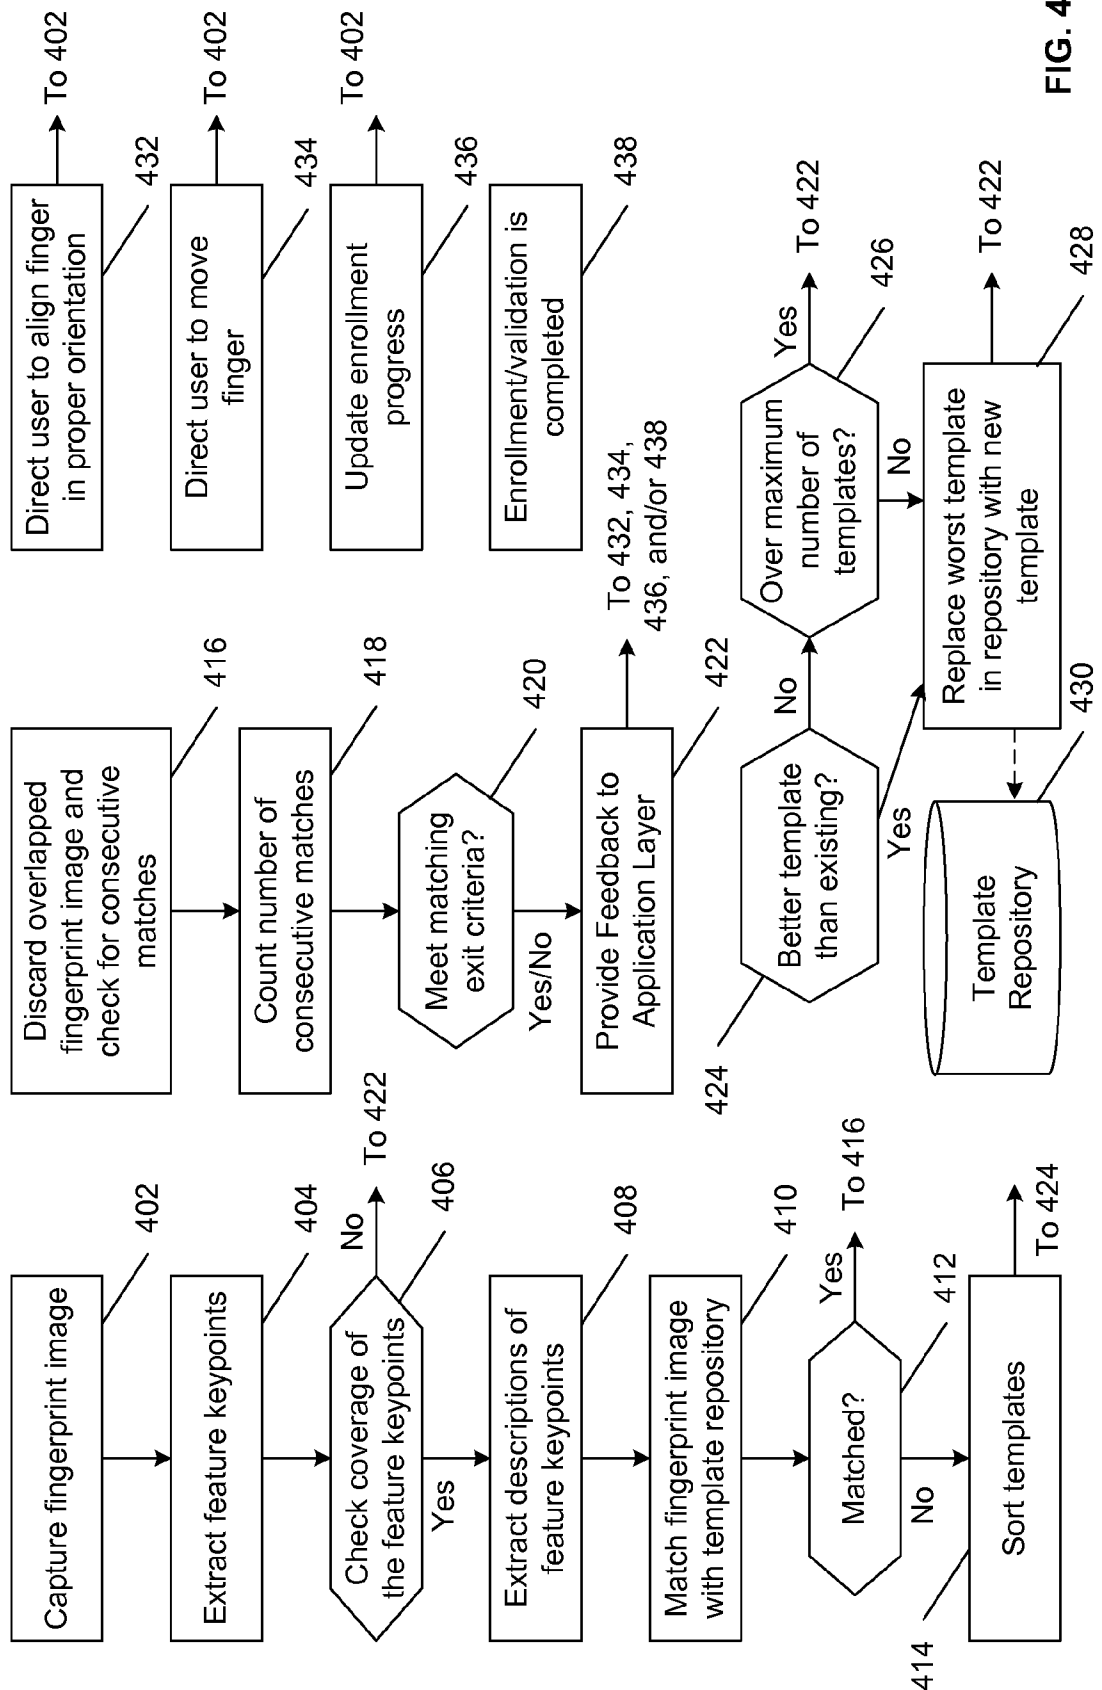 Capture fingerprint image
402
Extract feature keypoints
404
Check coverage of
the feature keypoints
406
No
To 422
Yes
Extract descriptions of
feature keypoints
408
Match fingerprint image
with template repository
410
Matched?
412
Yes
To 416
No
Sort templates
414
To 424
Discard overlapped
fingerprint image and
check for consecutive
matches
416
Count number of
consecutive matches
418
Meet matching
exit criteria?
420
Yes/No
Provide Feedback to
Application Layer
422
To 432, 434,
436, and/or 438
Better template
than existing?
424
No
Yes
Over maximum
number of
templates?
426
Yes
To 422
No
Replace worst template
in repository with new
template
428
To 422
Template
Repository
430
Direct user to align finger
in proper orientation
432
To 402
Direct user to move
finger
434
To 402
Update enrollment
progress
436
To 402
Enrollment/validation is
completed
438
FIG. 4